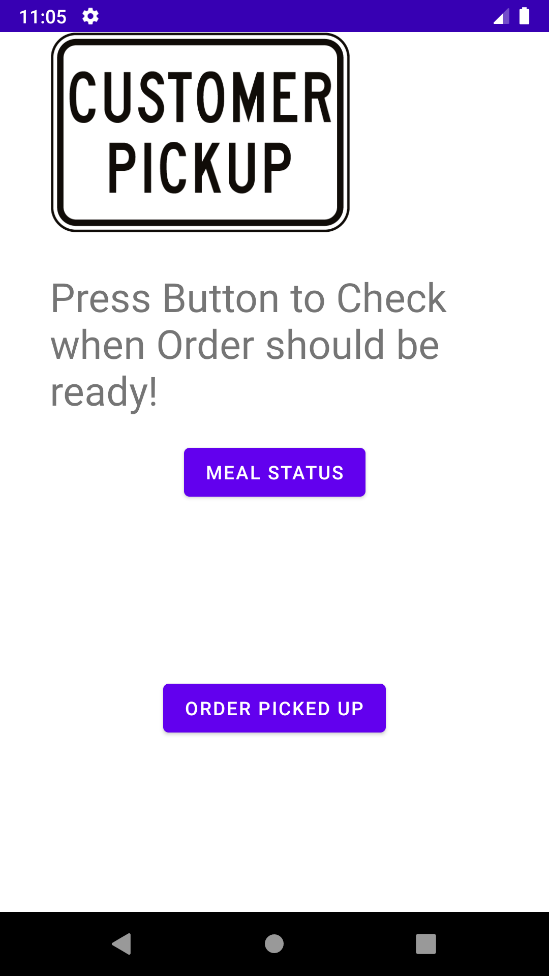 11:05
CUSTOMER
PICKUP
Press Button to Check
when Order should be
ready!
MEAL STATUS
ORDER PICKED UP